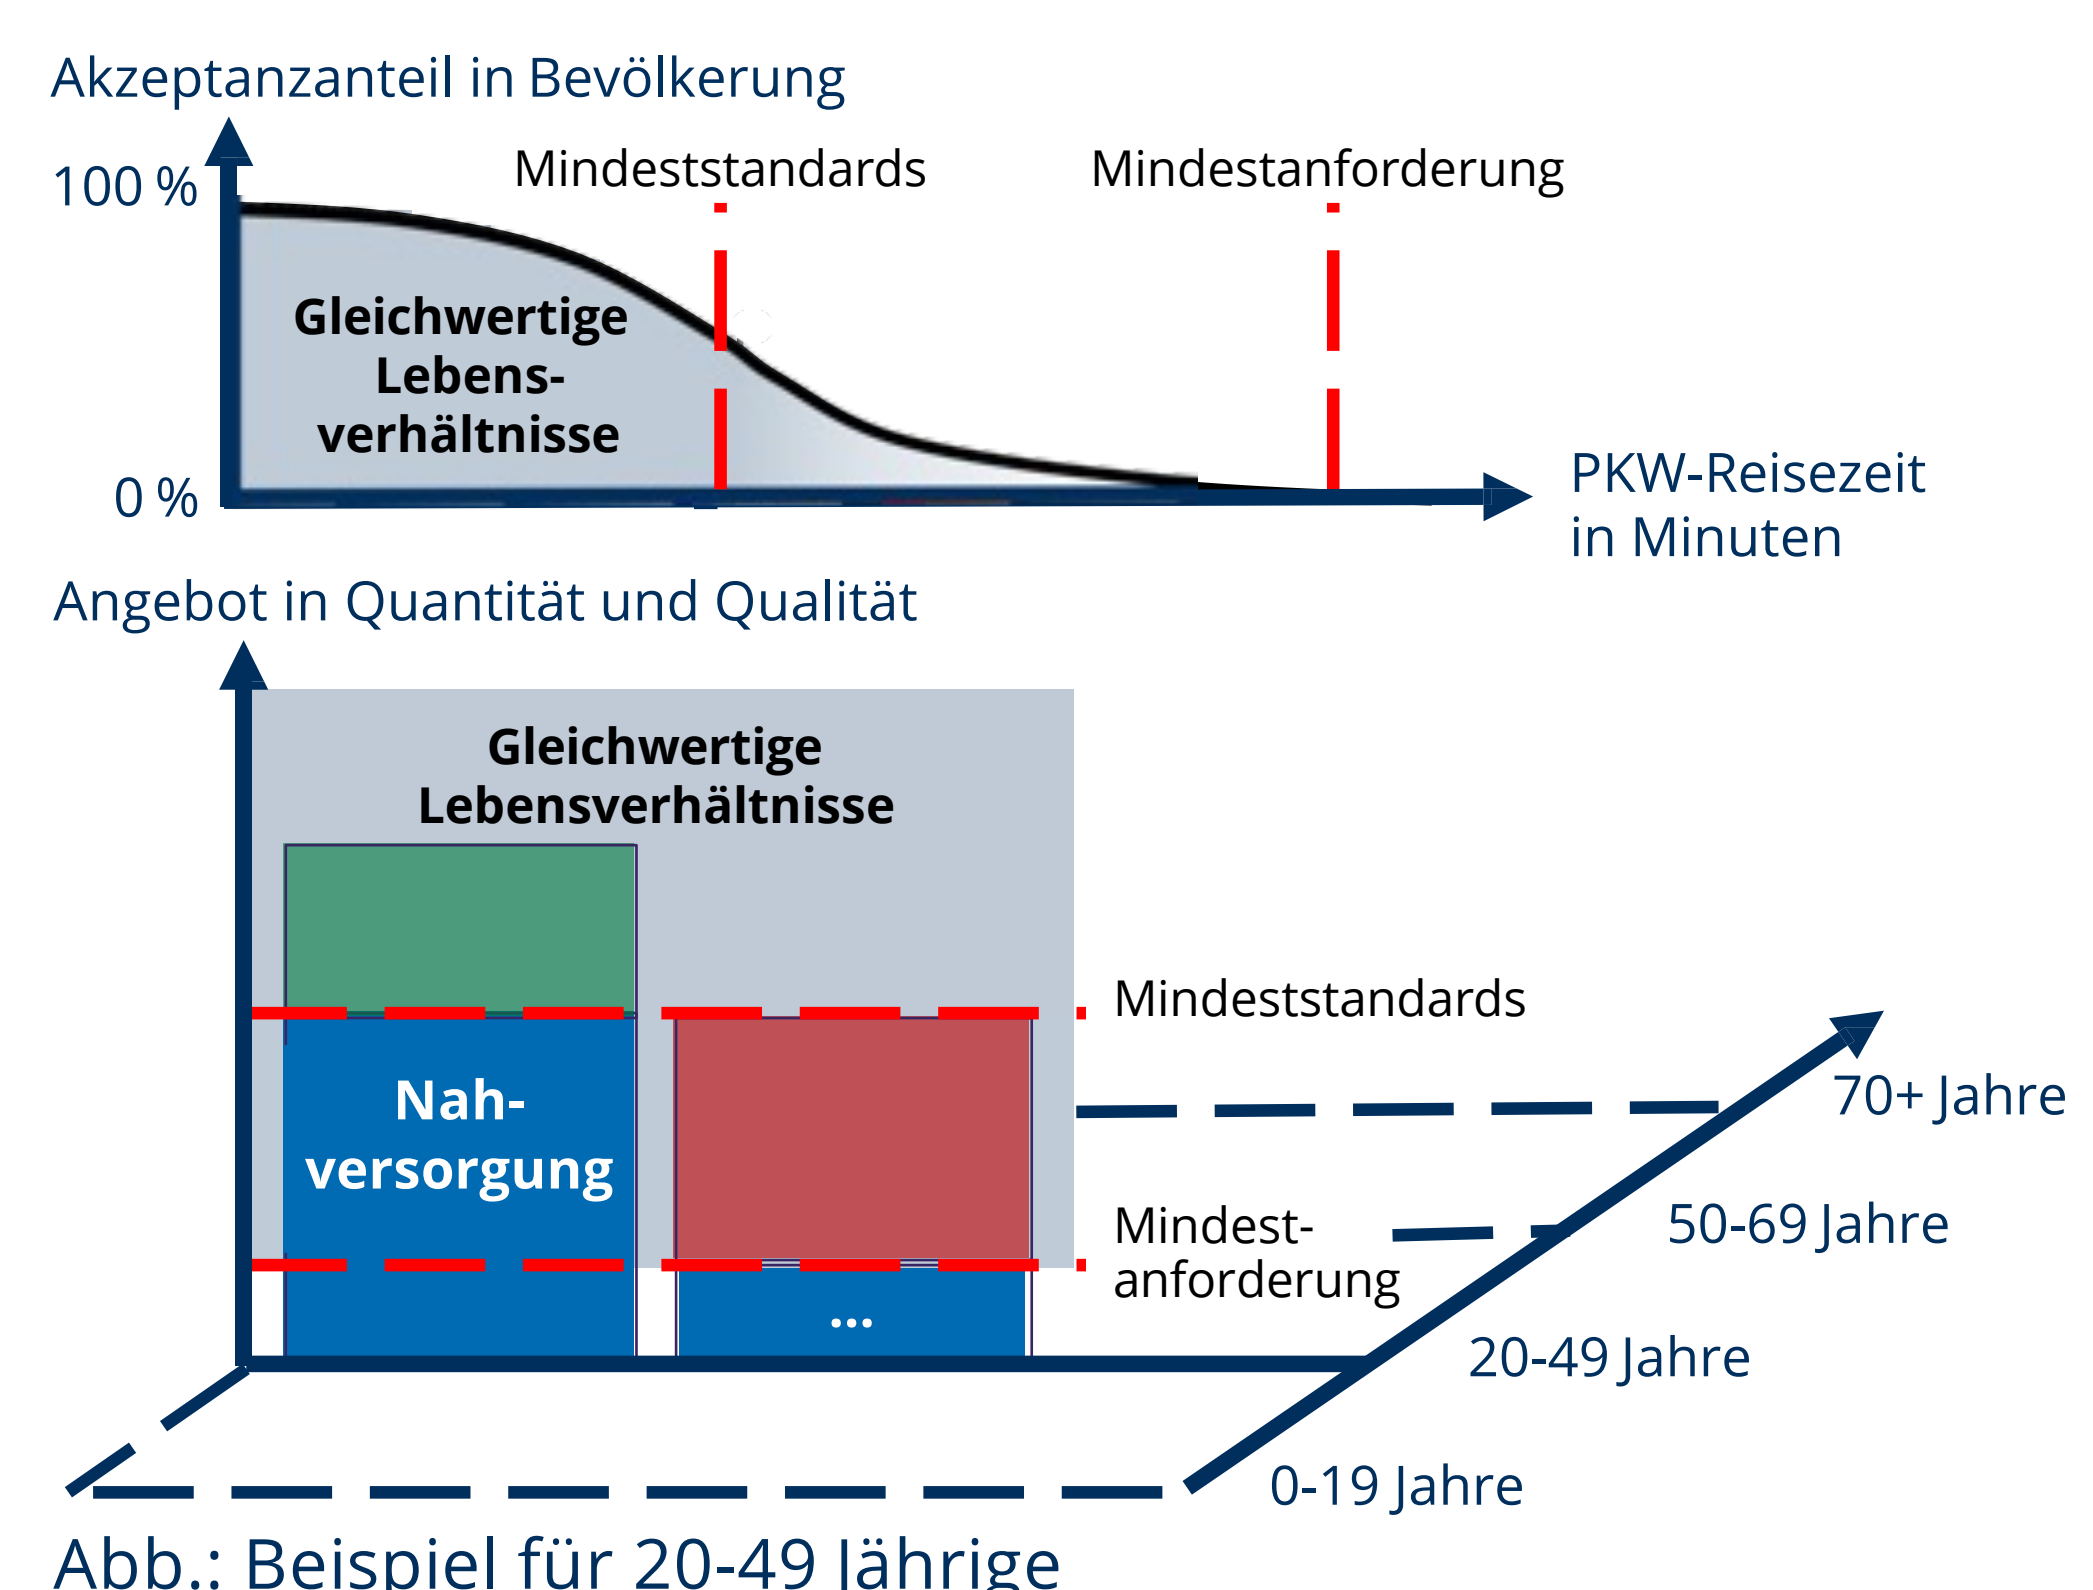 Akzeptanzanteil in Bevölkerung
100 %
Mindeststandards
Mindestanforderung
Gleichwertige
Lebens-
verhältnisse
0 %
PKW-Reisezeit
in Minuten
Angebot in Quantität und Qualität
Gleichwertige
Lebensverhältnisse
Mindeststandards
Nah-
versorgung
70+ Jahre
50-69 Jahre
Mindest-
anforderung
...
20-49 Jahre
0-19 Jahre
Abb.: Beispiel für 20-49 Jährige